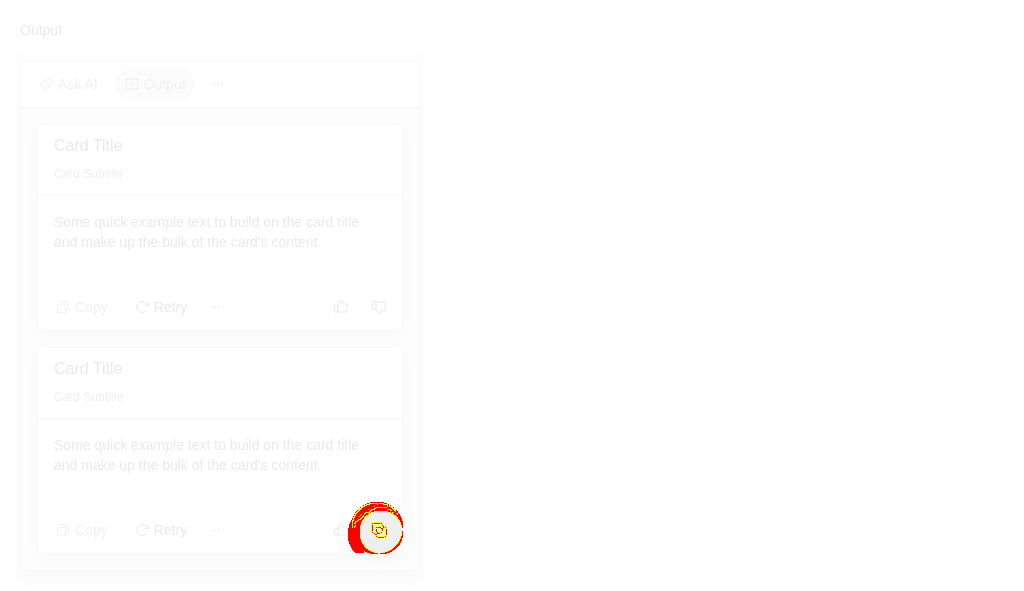 Output
Ask AI Output
Card Title
Card Subtitle
Some quick example text to build on the card title
and make up the bulk of the card's content.
Copy Retry
Card Title
Card Subtitle
Some quick example text to build on the card title
and make up the bulk of the card's content.
Copy Retry